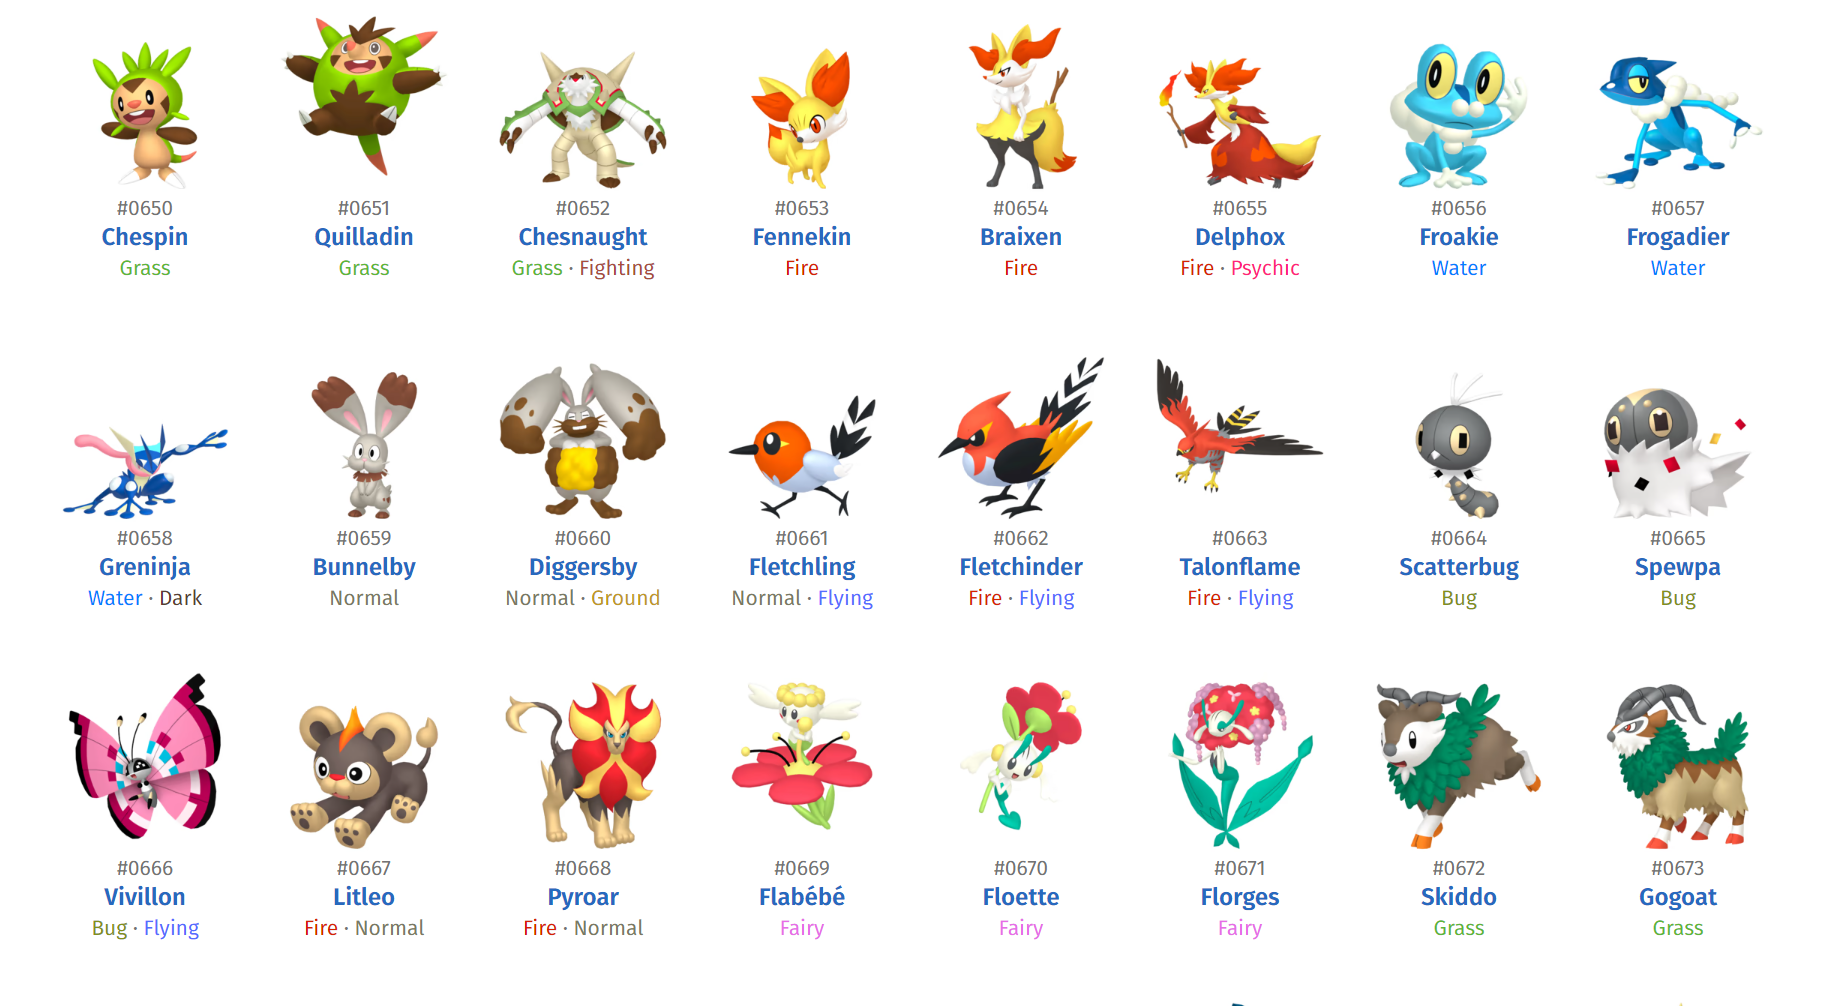 #0650 #0651 #0652 #0653 #0654 #0655 #0656 #0657
Chespin Quilladin Chesnaught Fennekin Braixen Delphox Froakie Frogadier
Grass Grass Grass · Fighting Fire Fire Fire · Psychic Water Water
#0658 #0659 #0660 #0661 #0662 #0663 #0664 #0665
Greninja Bunnelby Diggersby Fletchling Fletchinder Talonflame Scatterbug Spewpa
Water · Dark Normal Normal · Ground Normal · Flying Fire · Flying Fire · Flying Bug Bug
#0666 #0667 #0668 #0669 #0670 #0671 #0672 #0673
Vivillon Litleo Pyroar Flabébé Floette Florges Skiddo Gogoat
Bug · Flying Fire · Normal Fire · Normal Fairy Fairy Fairy Grass Grass